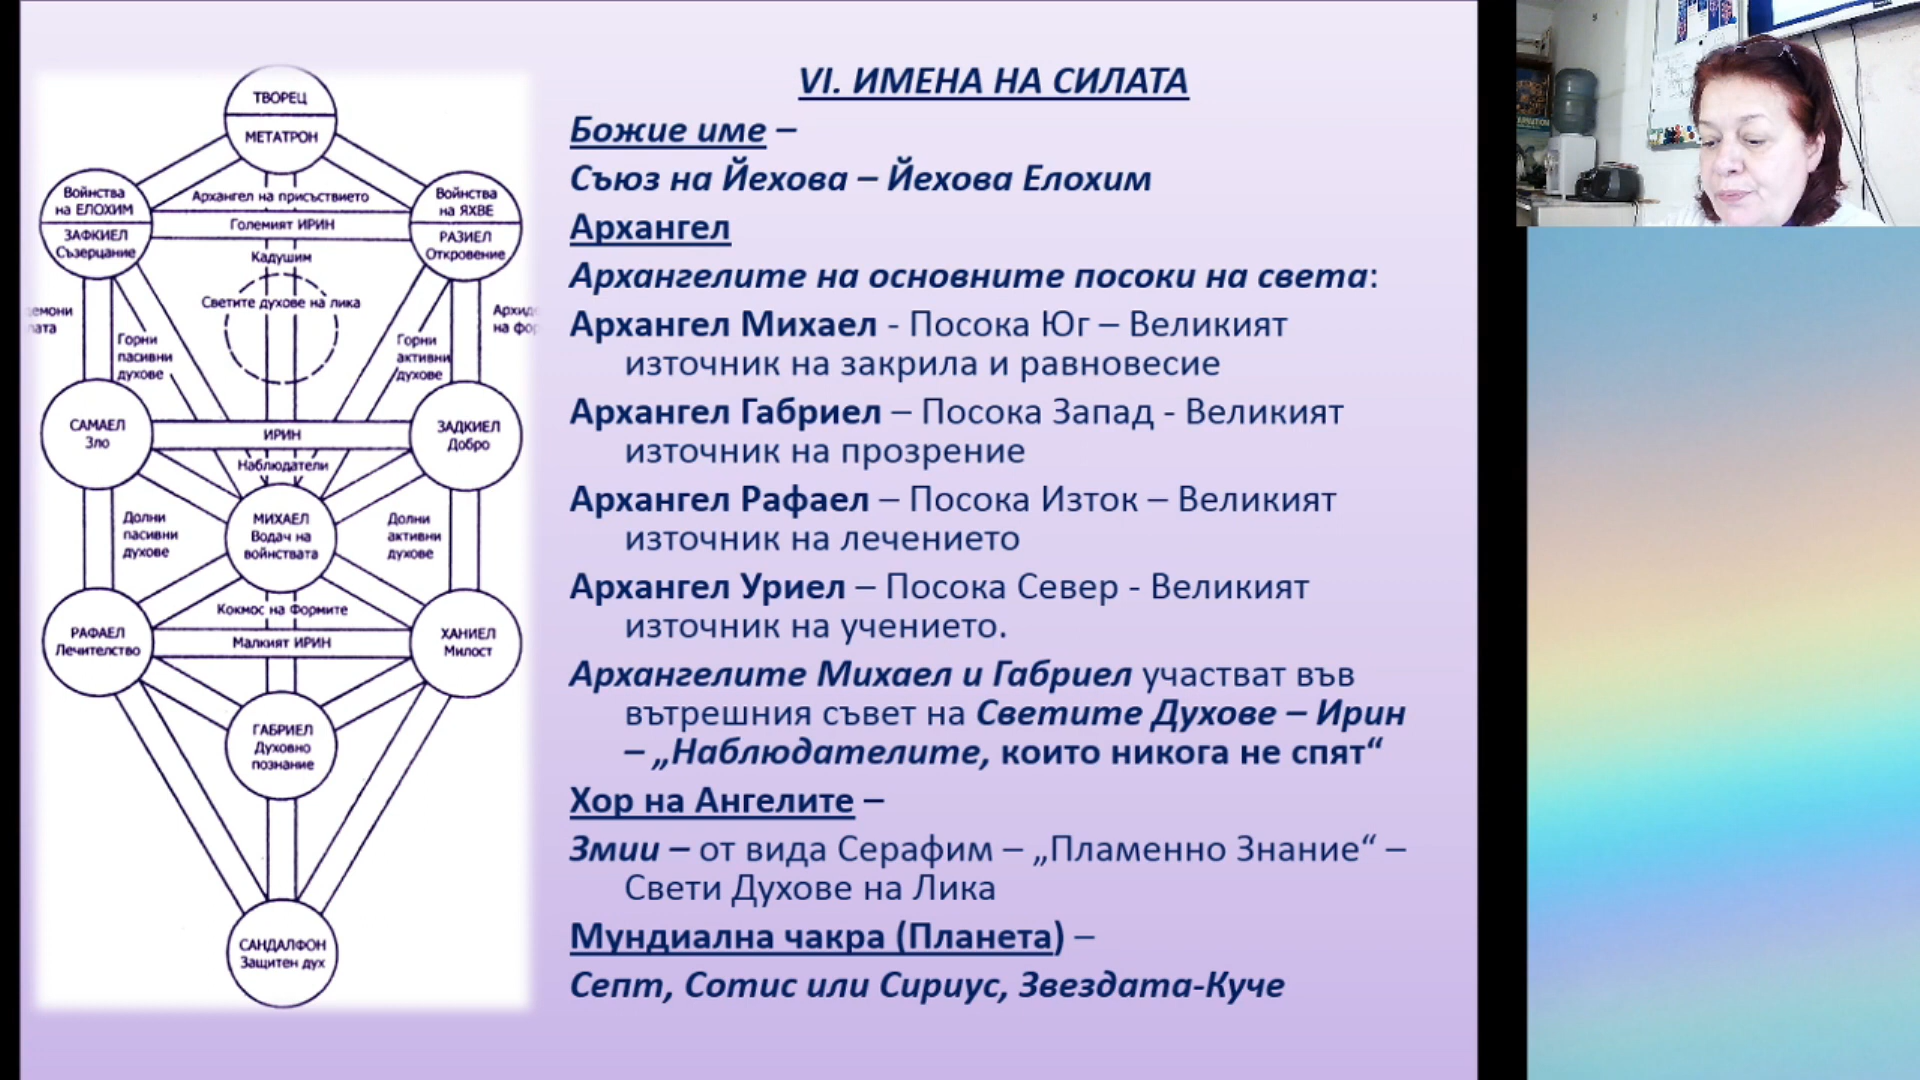 ТВОРЕЦ
МЕТАТРОН
Войнства
на ЕЛОХИМ
ЗАФКИЕЛ
Съзерцание
Архангел на присъствието
Големият ИРИН
Войнства
на ЯХВЕ
РАЗИЕЛ
Откровение
Кадушим
Светите духове на лика
Горни
пасивни
духове
Горни
активни
духове
на
САМАЕЛ
Зло
ИРИН
ЗАДКИЕЛ
Добро
Наблюдатели
Долни
пасивни
духове
МИХАЕЛ
Водач на
войнствата
Долни
активни
духове
Кокмос на Формите
РАФАЕЛ
Лечителство
Малкият ИРИН
ХАНИЕЛ
Милост
ГАБРИЕЛ
Духовно
познание
САНДАЛФОН
Защитен дух
VI. ИМЕНА НА СИЛАТА
Божие име –
Съюз на Йехова – Йехова Елохим
Архангел
Архангелите на основните посоки на света:
Архангел Михаел - Посока Юг – Великият
източник на закрила и равновесие
Архангел Габриел – Посока Запад - Великият
източник на прозрение
Архангел Рафаел – Посока Изток – Великият
източник на лечението
Архангел Уриел – Посока Север - Великият
източник на учението.
Архангелите Михаел и Габриел участват във
вътрешния съвет на Светите Духове – Ирин
– „Наблюдателите, които никога не спят“
Хор на Ангелите –
Змии – от вида Серафим – „Пламенно Знание“ –
Свети Духове на Лика
Мундиална чакра (Планета) –
Септ, Сотис или Сириус, Звездата-Куче